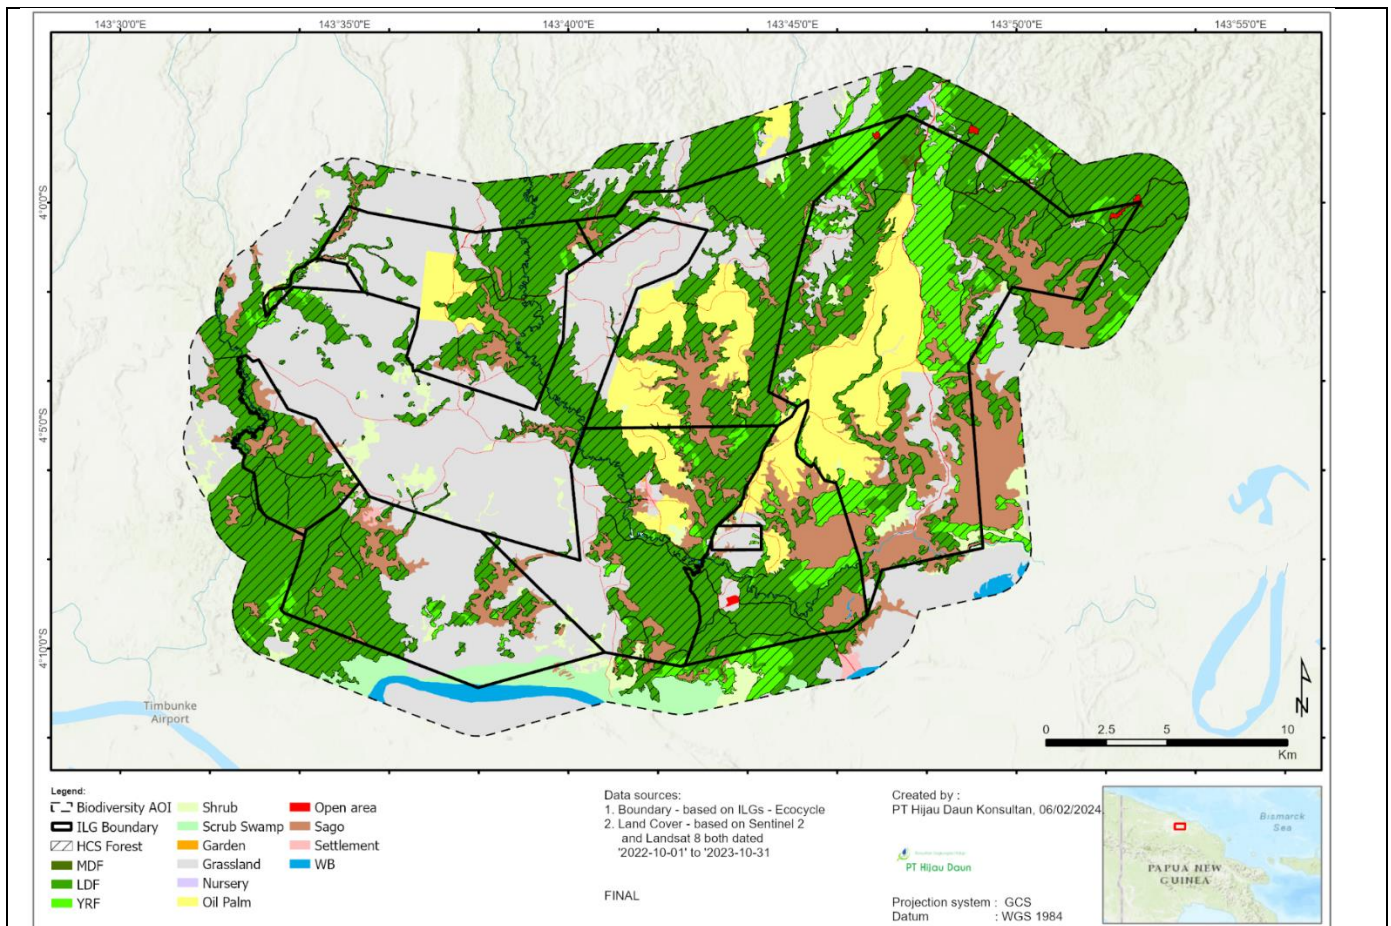 143°30'0"E 143°35'0"E 143°40'0"E 143°45'0"E 143°50'0"E 143°55'0"E
4°0'0"S
4°5'0"S
4°10'0"S
Timbunke
Airport
N
0 2.5 5 10
Km
Legend:
Biodiversity AOI
ILG Boundary
HCS Forest
MDF
LDF
YRF
Shrub
Scrub Swamp
Garden
Grassland
Nursery
Oil Palm
Open area
Sago
Settlement
WB
Data sources:
1. Boundary - based on ILGs - Ecocycle
2. Land Cover - based on Sentinel 2
and Landsat 8 both dated
'2022-10-01' to '2023-10-31
FINAL
Created by :
PT Hijau Daun Konsultan, 06/02/2024
PT Hijau Daun
Projection system : GCS
Datum : WGS 1984
Bismarck
Sea
PAPUA NEW
GUINEA